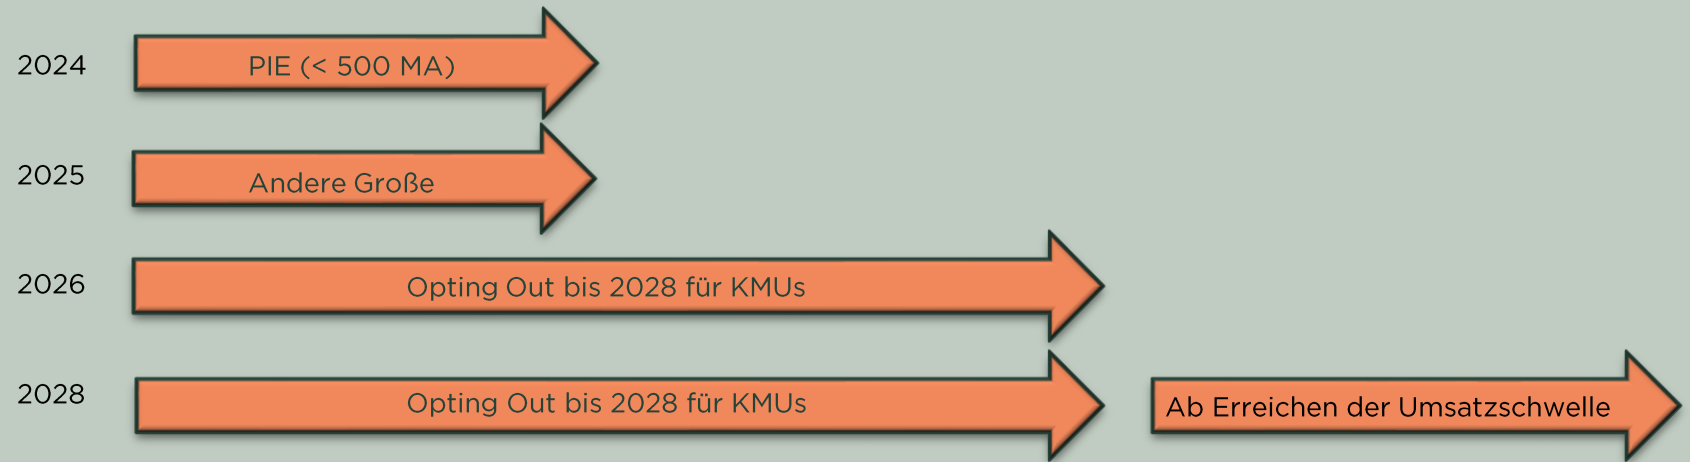 2024 PIE (< 500 MA)
2025 Andere Große
2026 Opting Out bis 2028 für KMUs
2028 Opting Out bis 2028 für KMUs Ab Erreichen der Umsatzschwelle